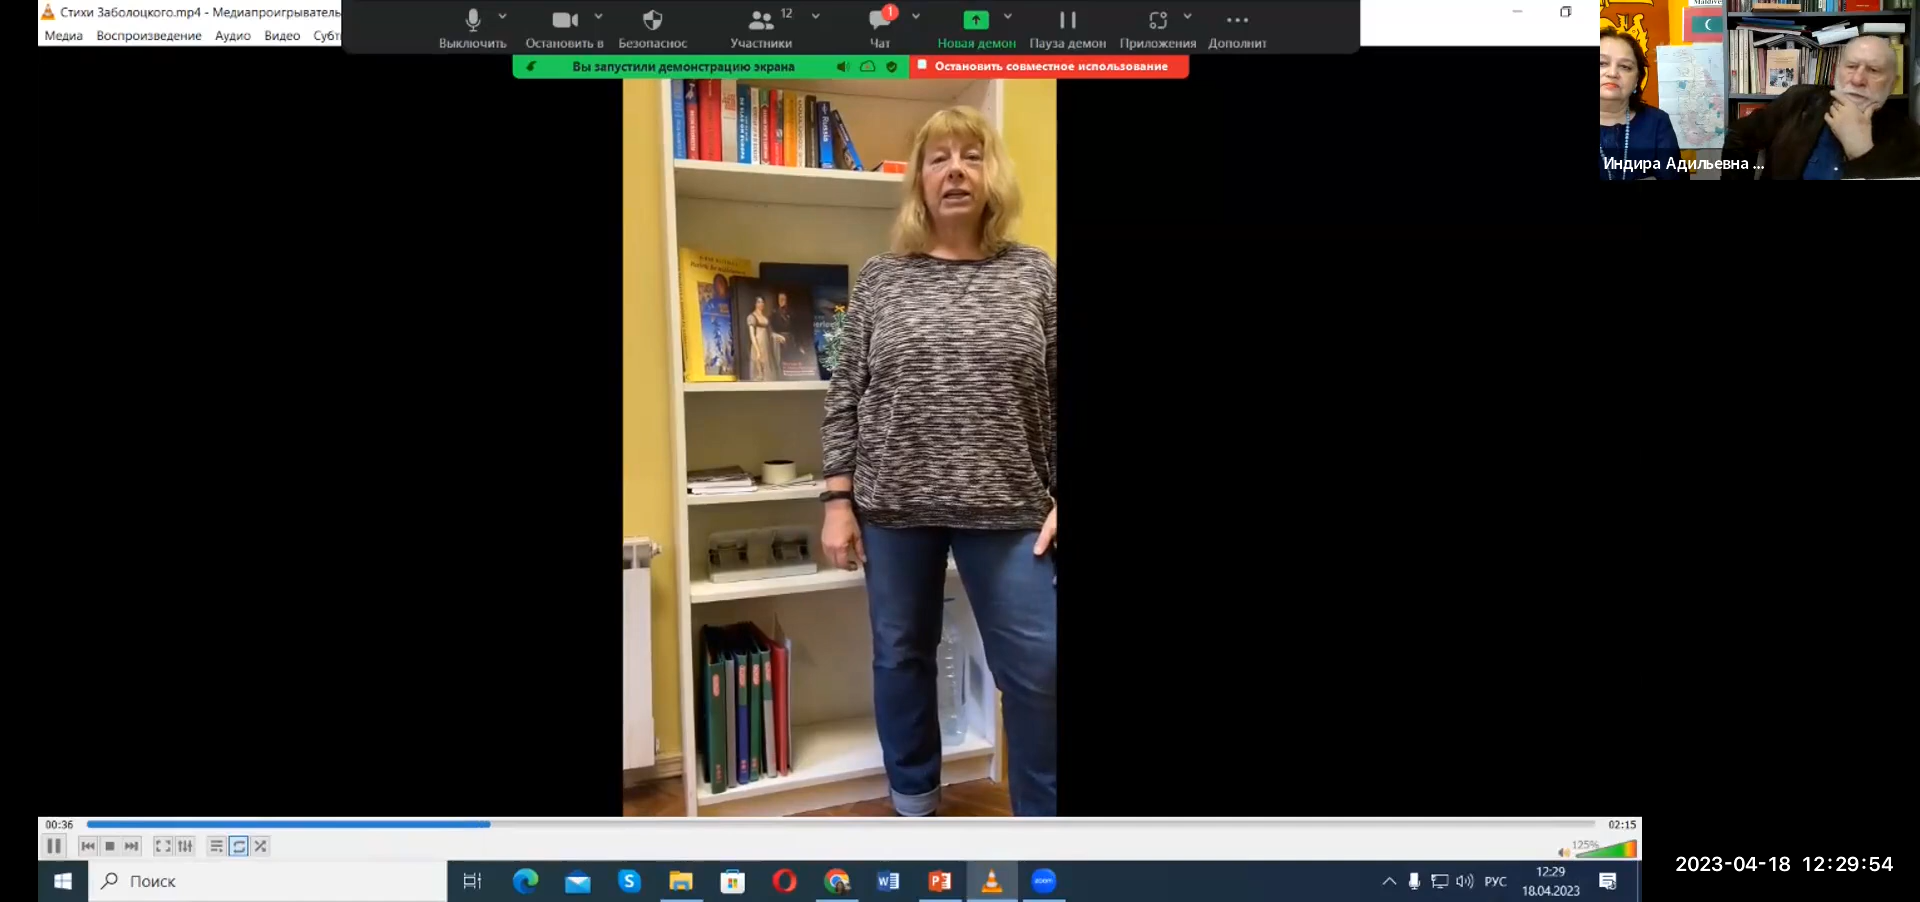 Стихи Заболоцкого.mp4 - Медиапроигрыватель
Медиа Воспроизведение Аудио Видео Субт
Выключить
Остановить в
Безопаснос
12
Участники
1
Чат
Новая демон
Пауза демон
Приложения
Дополнит
Вы запустили демонстрацию экрана
Остановить совместное использование
Индира Адильевна ...
Russia
00:36
02:15
125%
Поиск
zoom
РУС
12:29
18.04.2023
2023-04-18 12:29:54